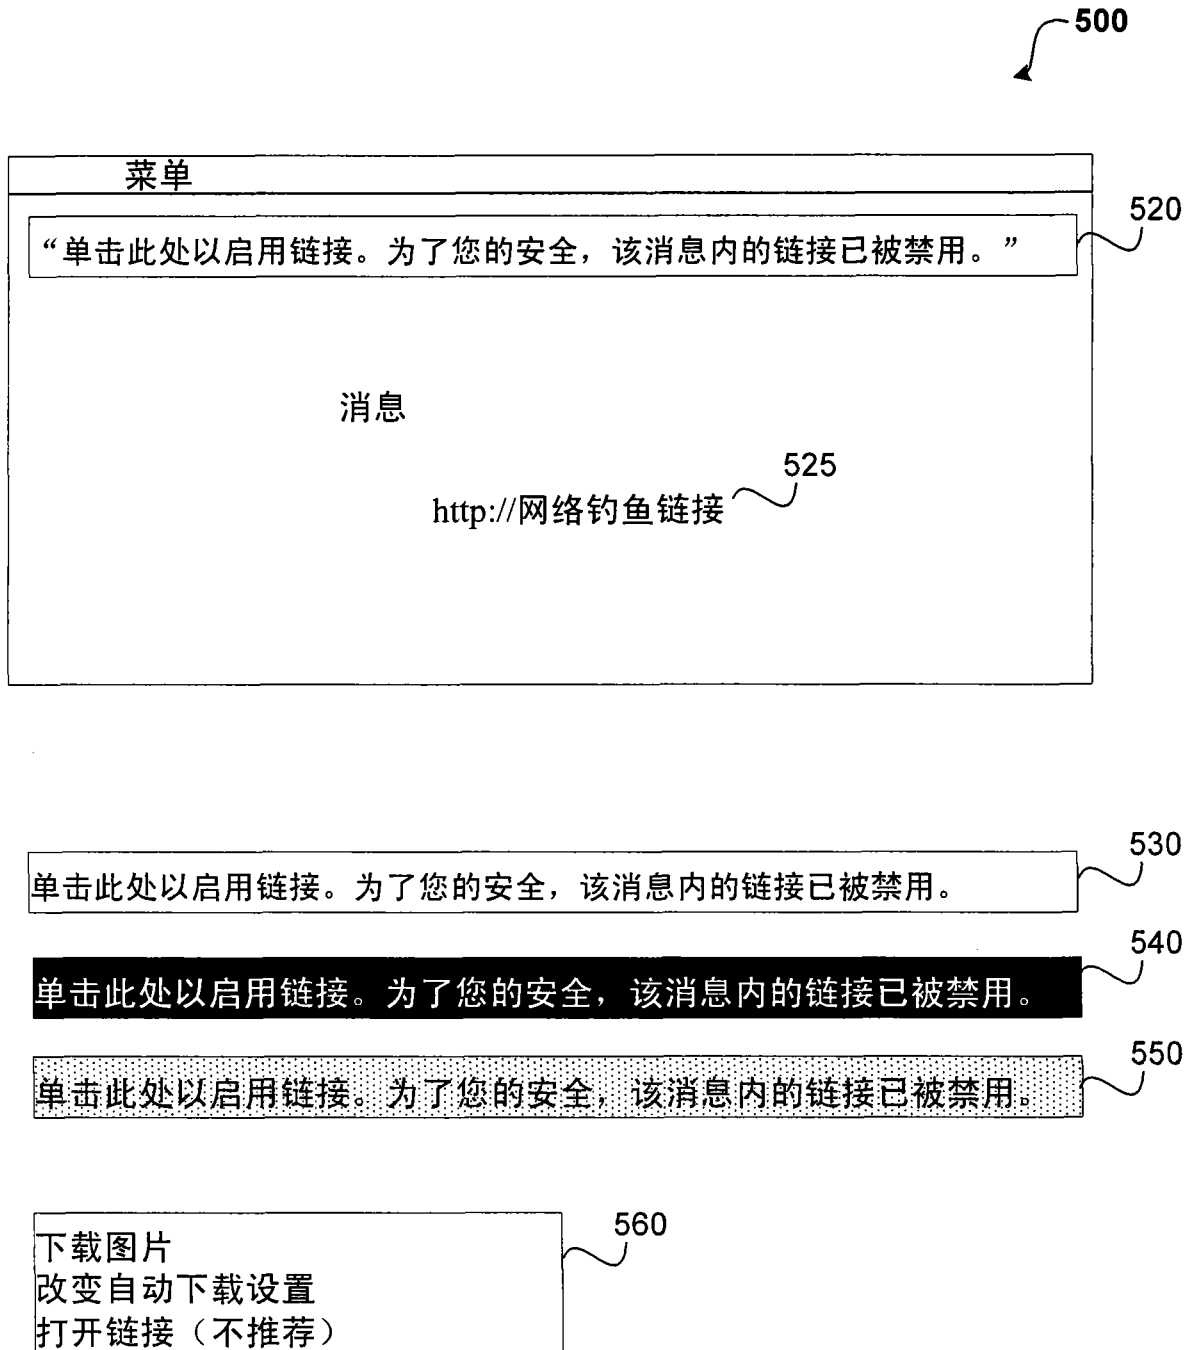 500
菜单
520
“单击此处以启用链接。为了您的安全，该消息内的链接已被禁用。”
消息
525
http://网络钓鱼链接
530
单击此处以启用链接。为了您的安全，该消息内的链接已被禁用。
540
单击此处以启用链接。为了您的安全，该消息内的链接已被禁用。
550
单击此处以启用链接。为了您的安全，该消息内的链接已被禁用。
560
下载图片
改变自动下载设置
打开链接（不推荐）